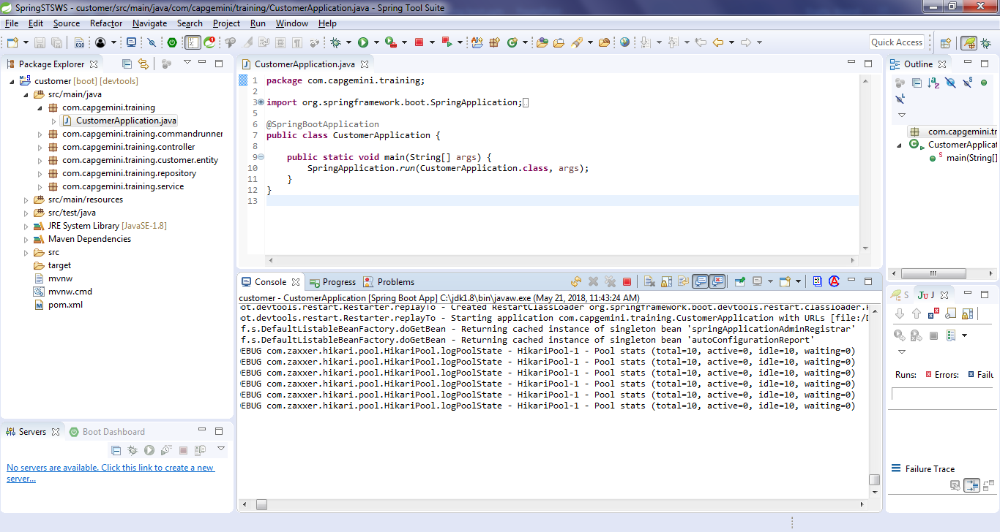 SpringSTSWS - customer/src/main/java/com/capgemini/training/CustomerApplication.java - Spring Tool Suite
File Edit Source Refactor Navigate Search Project Run Window Help
Quick Access
Package Explorer
customer [boot] [devtools]
src/main/java
com.capgemini.training
CustomerApplication.java
com.capgemini.training.commandrunner
com.capgemini.training.controller
com.capgemini.training.customer.entity
com.capgemini.training.repository
com.capgemini.training.service
src/main/resources
src/test/java
JRE System Library [JavaSE-1.8]
Maven Dependencies
src
target
mvnw
mvnw.cmd
pom.xml
Servers Boot Dashboard
No servers are available. Click this link to create a new
server...
CustomerApplication.java
1 package com.capgemini.training;
2
3 import org.springframework.boot.SpringApplication;
5
6 @SpringBootApplication
7 public class CustomerApplication {
8
9 public static void main(String[] args) {
10 SpringApplication.run(CustomerApplication.class, args);
11 }
12 }
13
Console Progress Problems
customer - CustomerApplication [Spring Boot App] C:\jdk1.8\bin\javaw.exe (May 21, 2018, 11:43:24 AM)
ot.devtools.restart.Restarter.replayTo - Created RestartClassLoader org.springframework.boot.devtools.restart.classloader.
ot.devtools.restart.Restarter.replayTo - Starting application com.capgemini.training.CustomerApplication with URLs [file:/D
f.s.DefaultListableBeanFactory.doGetBean - Returning cached instance of singleton bean 'springApplicationAdminRegistrar'
f.s.DefaultListableBeanFactory.doGetBean - Returning cached instance of singleton bean 'autoConfigurationReport'
DEBUG com.zaxxer.hikari.pool.HikariPool.logPoolState - HikariPool-1 - Pool stats (total=10, active=0, idle=10, waiting=0)
DEBUG com.zaxxer.hikari.pool.HikariPool.logPoolState - HikariPool-1 - Pool stats (total=10, active=0, idle=10, waiting=0)
DEBUG com.zaxxer.hikari.pool.HikariPool.logPoolState - HikariPool-1 - Pool stats (total=10, active=0, idle=10, waiting=0)
DEBUG com.zaxxer.hikari.pool.HikariPool.logPoolState - HikariPool-1 - Pool stats (total=10, active=0, idle=10, waiting=0)
DEBUG com.zaxxer.hikari.pool.HikariPool.logPoolState - HikariPool-1 - Pool stats (total=10, active=0, idle=10, waiting=0)
DEBUG com.zaxxer.hikari.pool.HikariPool.logPoolState - HikariPool-1 - Pool stats (total=10, active=0, idle=10, waiting=0)
Outline
com.capgemini.tr
CustomerApplicat
main(String[]
S JU J
Runs: Errors: Failu
Failure Trace